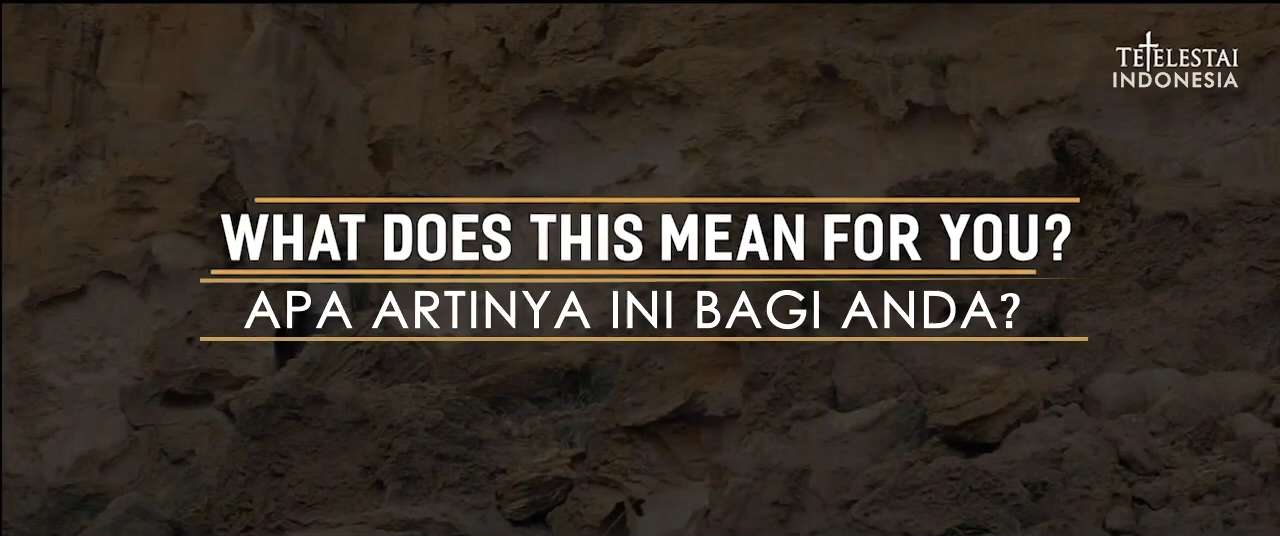 TETELESTAI
INDONESIA
WHAT DOES THIS MEAN FOR YOU?
APA ARTINYA INI BAGI ANDA?